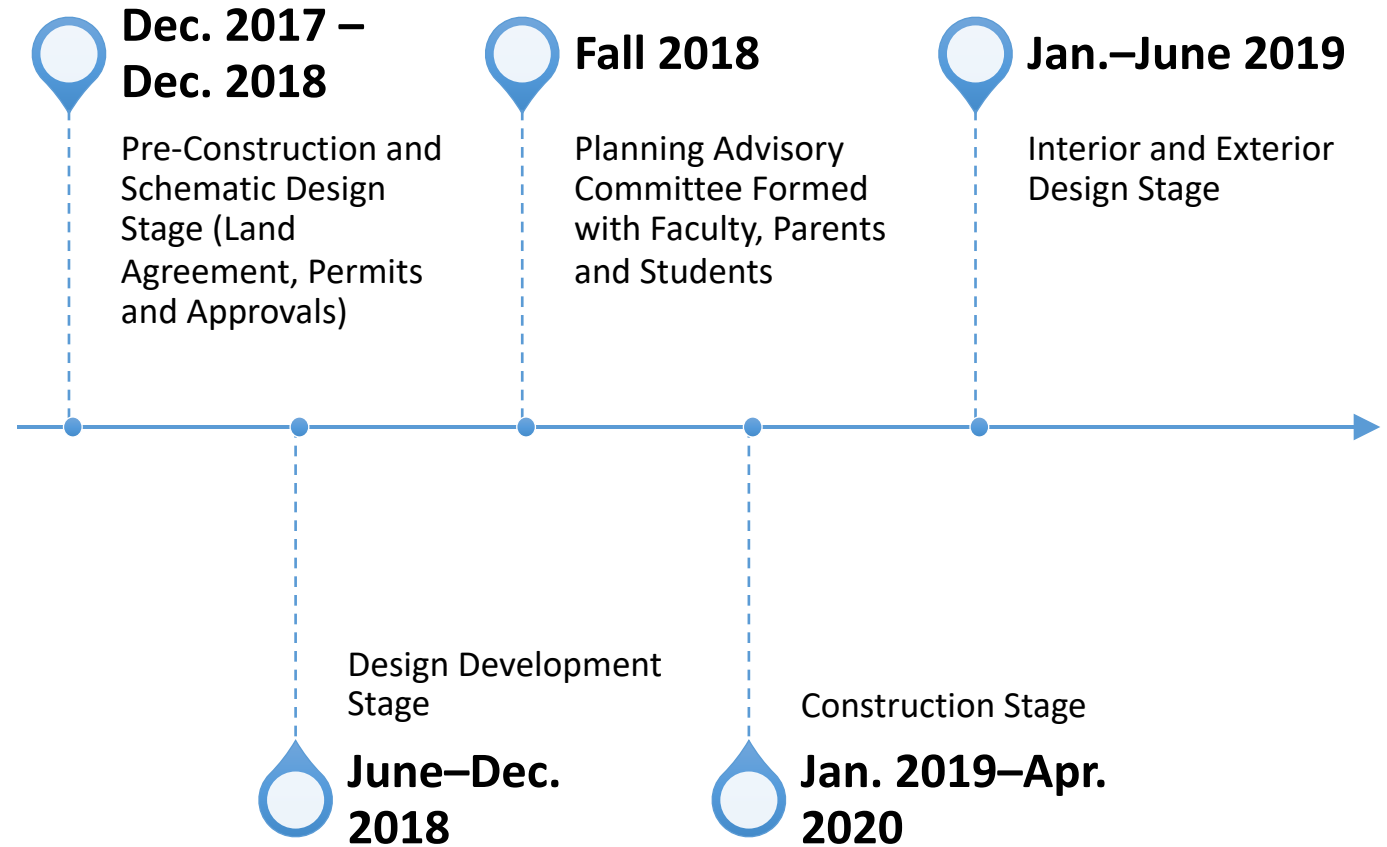 Dec. 2017 –
Dec. 2018
Pre-Construction and
Schematic Design
Stage (Land
Agreement, Permits
and Approvals)
Design Development
Stage
June–Dec.
2018
Fall 2018
Planning Advisory
Committee Formed
with Faculty, Parents
and Students
Construction Stage
Jan. 2019–Apr.
2020
Jan.–June 2019
Interior and Exterior
Design Stage